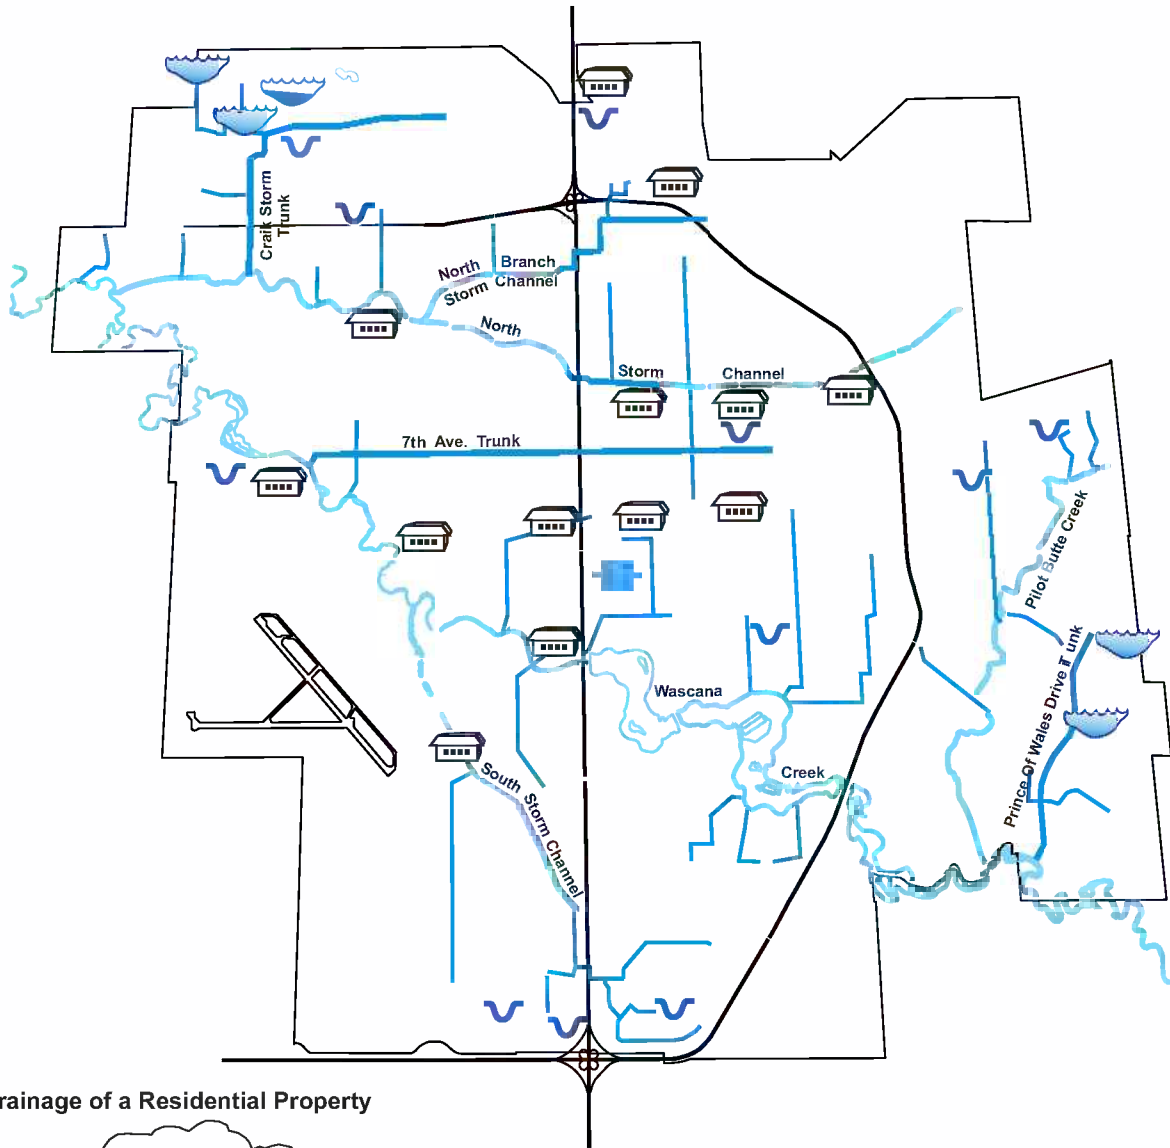 Craik Storm
Trunk
North Branch
Storm Channel
North
Storm Channel
7th Ave. Trunk
Pilot Butte Creek
Prince Of Wales Drive T unk
Wascana
Creek
South Storm Channel
rainage of a Residential Property